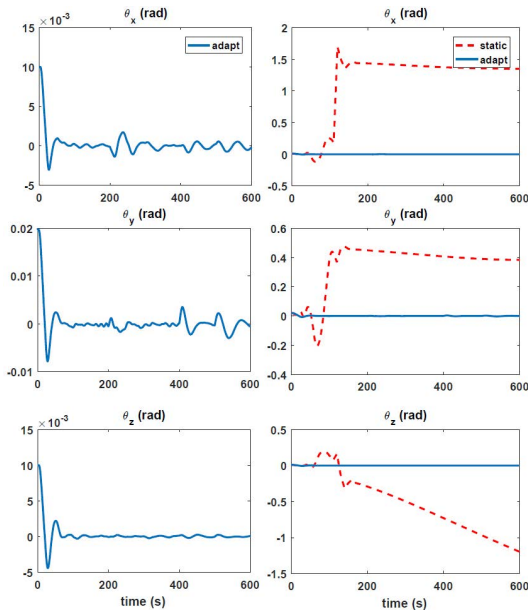 θx (rad)
×10^-3
15
10
5
0
-5
0 200 400 600
adapt
θx (rad)
2
1.5
1
0.5
0
-0.5
0 200 400 600
static
adapt
θy (rad)
0.02
0.01
0
-0.01
0 200 400 600
θy (rad)
0.6
0.4
0.2
0
-0.2
-0.4
0 200 400 600
θz (rad)
×10^-3
15
10
5
0
-5
0 200 400 600
time (s)
θz (rad)
0.5
0
-0.5
-1
-1.5
0 200 400 600
time (s)